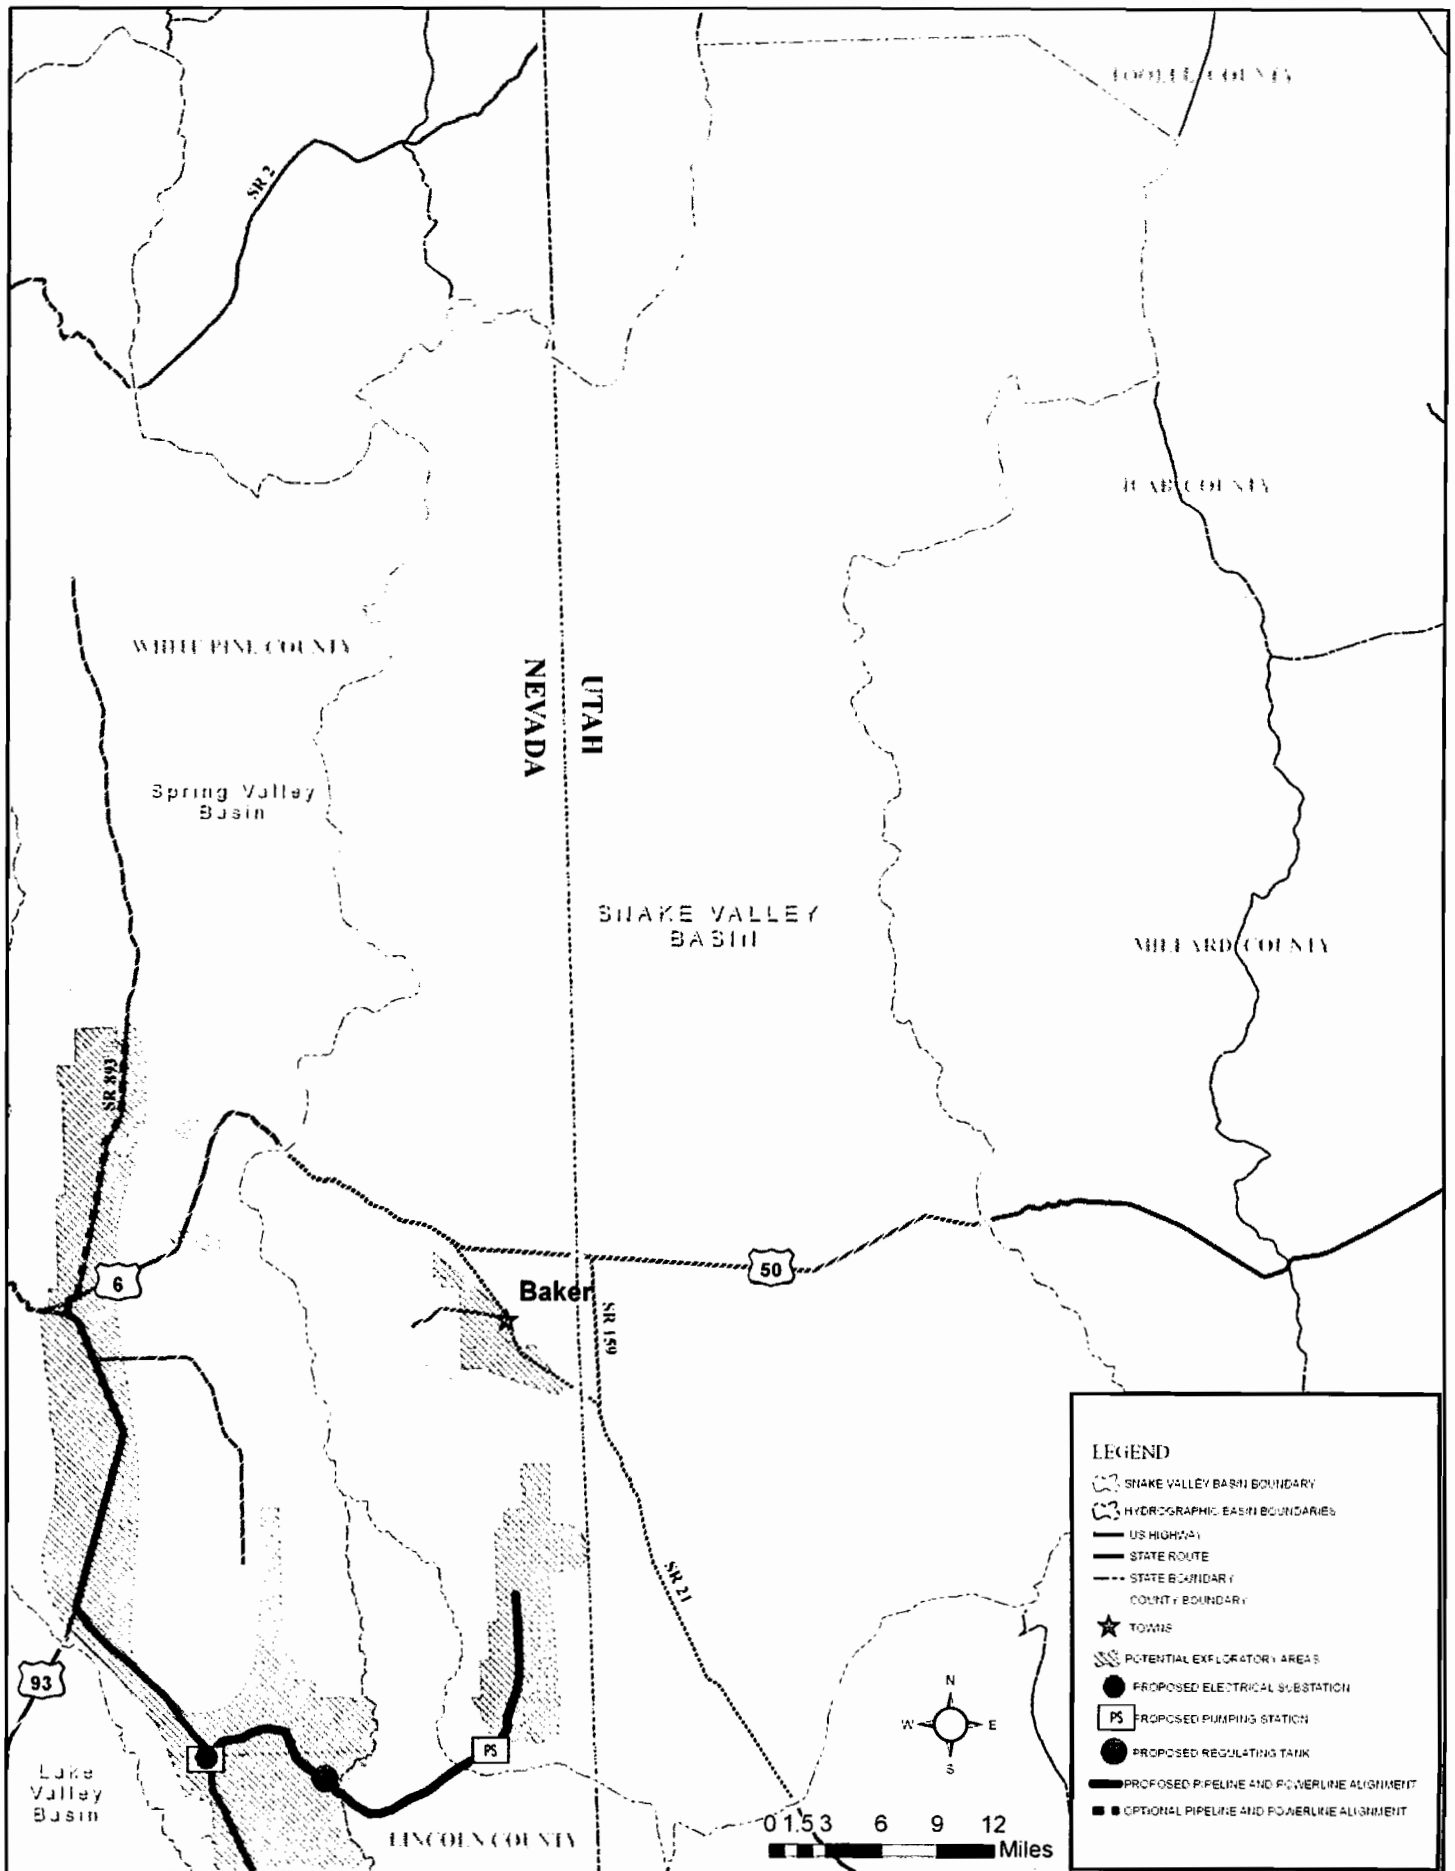 TOOELE COUNTY
SR 2
JUAB COUNTY
WHITE PINE COUNTY
NEVADA
UTAH
Spring Valley
Basin
SNAKE VALLEY
BASIN
MILLARD COUNTY
SR 893
6
50
Baker
SR 159
SR 21
93
PS
Lake
Valley
Basin
LINCOLN COUNTY
N
W E
S
0 1.5 3 6 9 12
Miles
LEGEND
SNAKE VALLEY BASIN BOUNDARY
HYDROGRAPHIC BASIN BOUNDARIES
US HIGHWAY
STATE ROUTE
STATE BOUNDARY
COUNTY BOUNDARY
TOWNS
POTENTIAL EXPLORATORY AREAS
PROPOSED ELECTRICAL SUBSTATION
PS PROPOSED PUMPING STATION
PROPOSED REGULATING TANK
PROPOSED PIPELINE AND POWERLINE ALIGNMENT
OPTIONAL PIPELINE AND POWERLINE ALIGNMENT